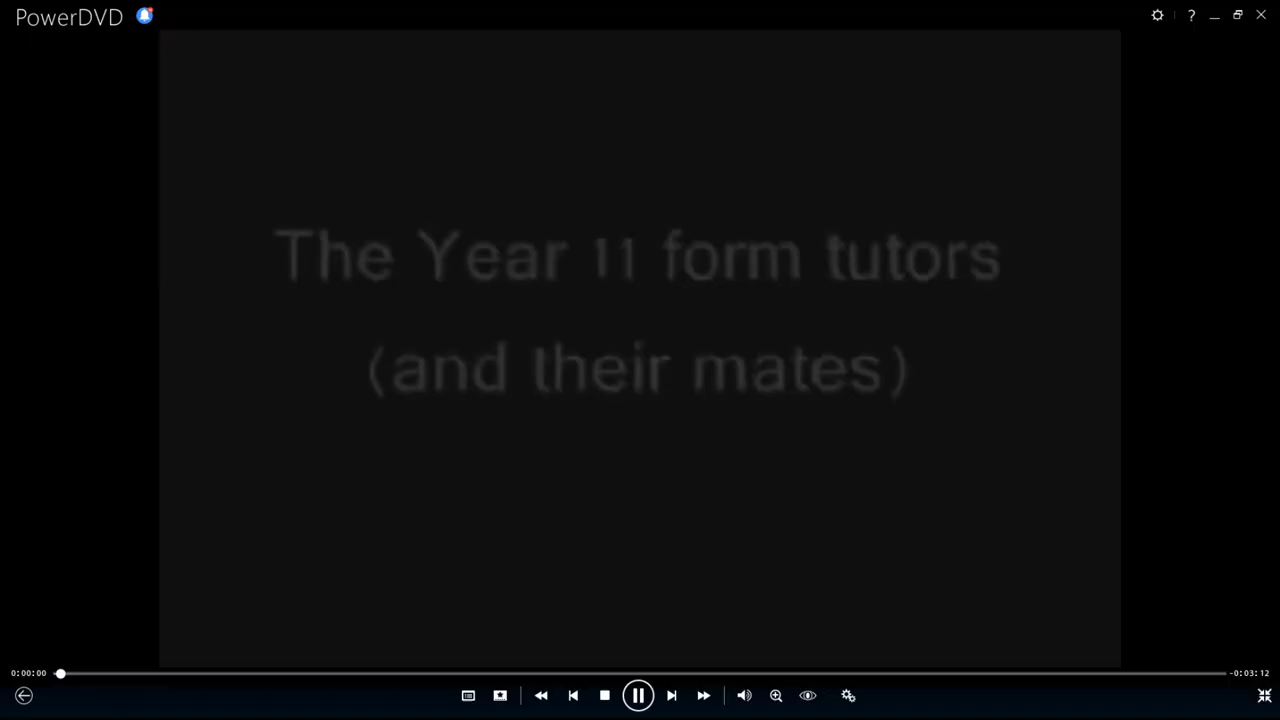 PowerDVD
?
The Year 11 form tutors
(and their mates)
0:00:00
-0:03:12